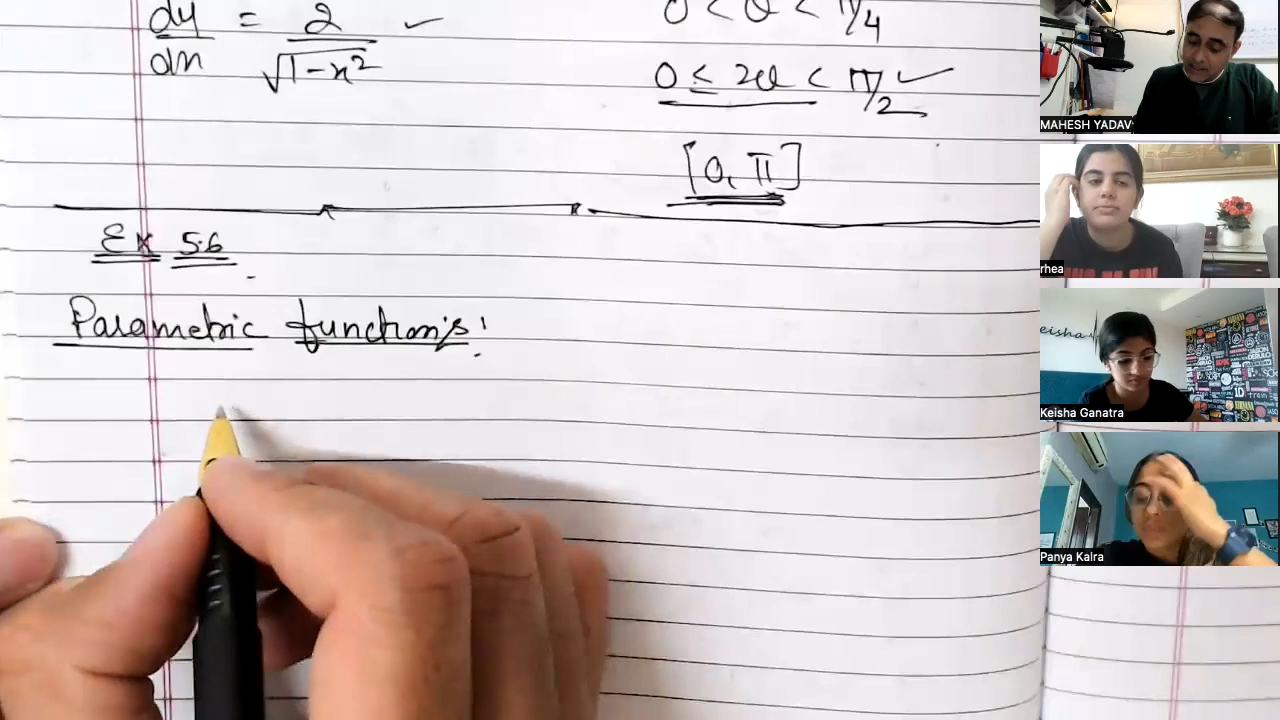 dy/dx = 2/√(1-x²) ✓
0 < θ < π/4
0 ≤ 2θ < π/2 ✓
[0, π]
Ex 5.6
Parametric functions:
MAHESH YADAV
rhea
keisha
Keisha Ganatra
Panya Kalra